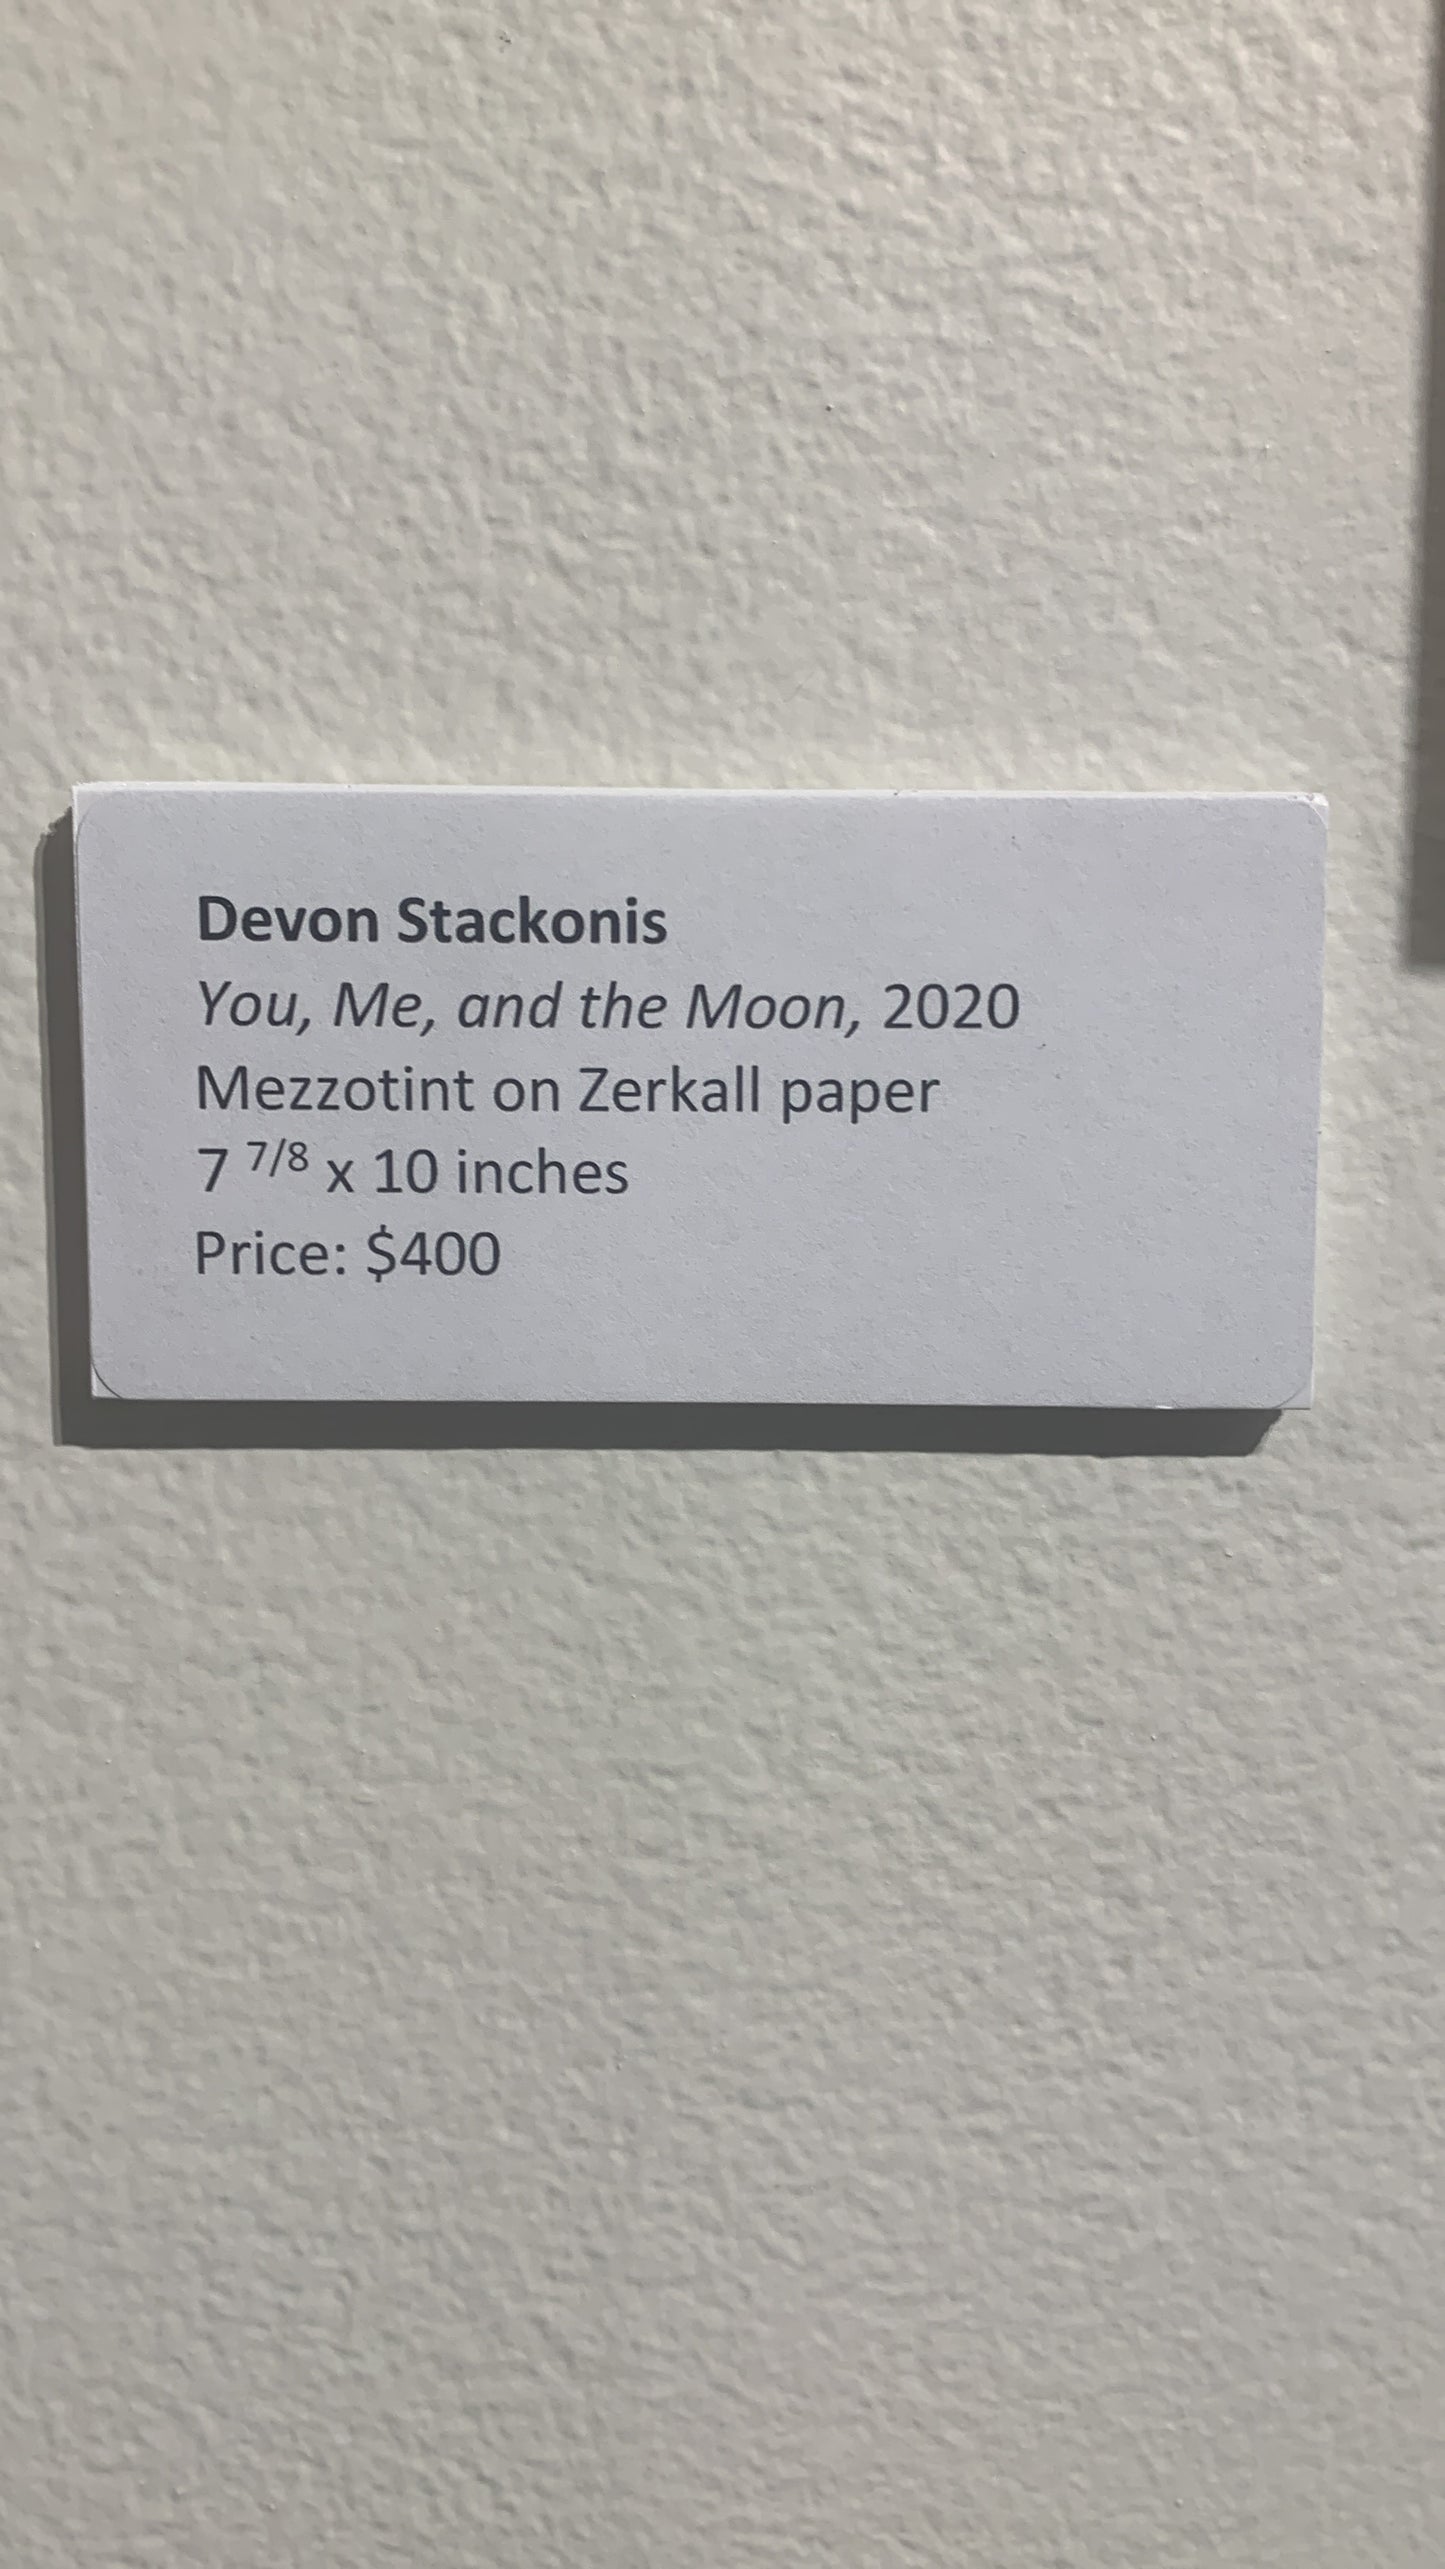 Devon Stackonis
You, Me, and the Moon, 2020
Mezzotint on Zerkall paper
7 7/8 x 10 inches
Price: $400